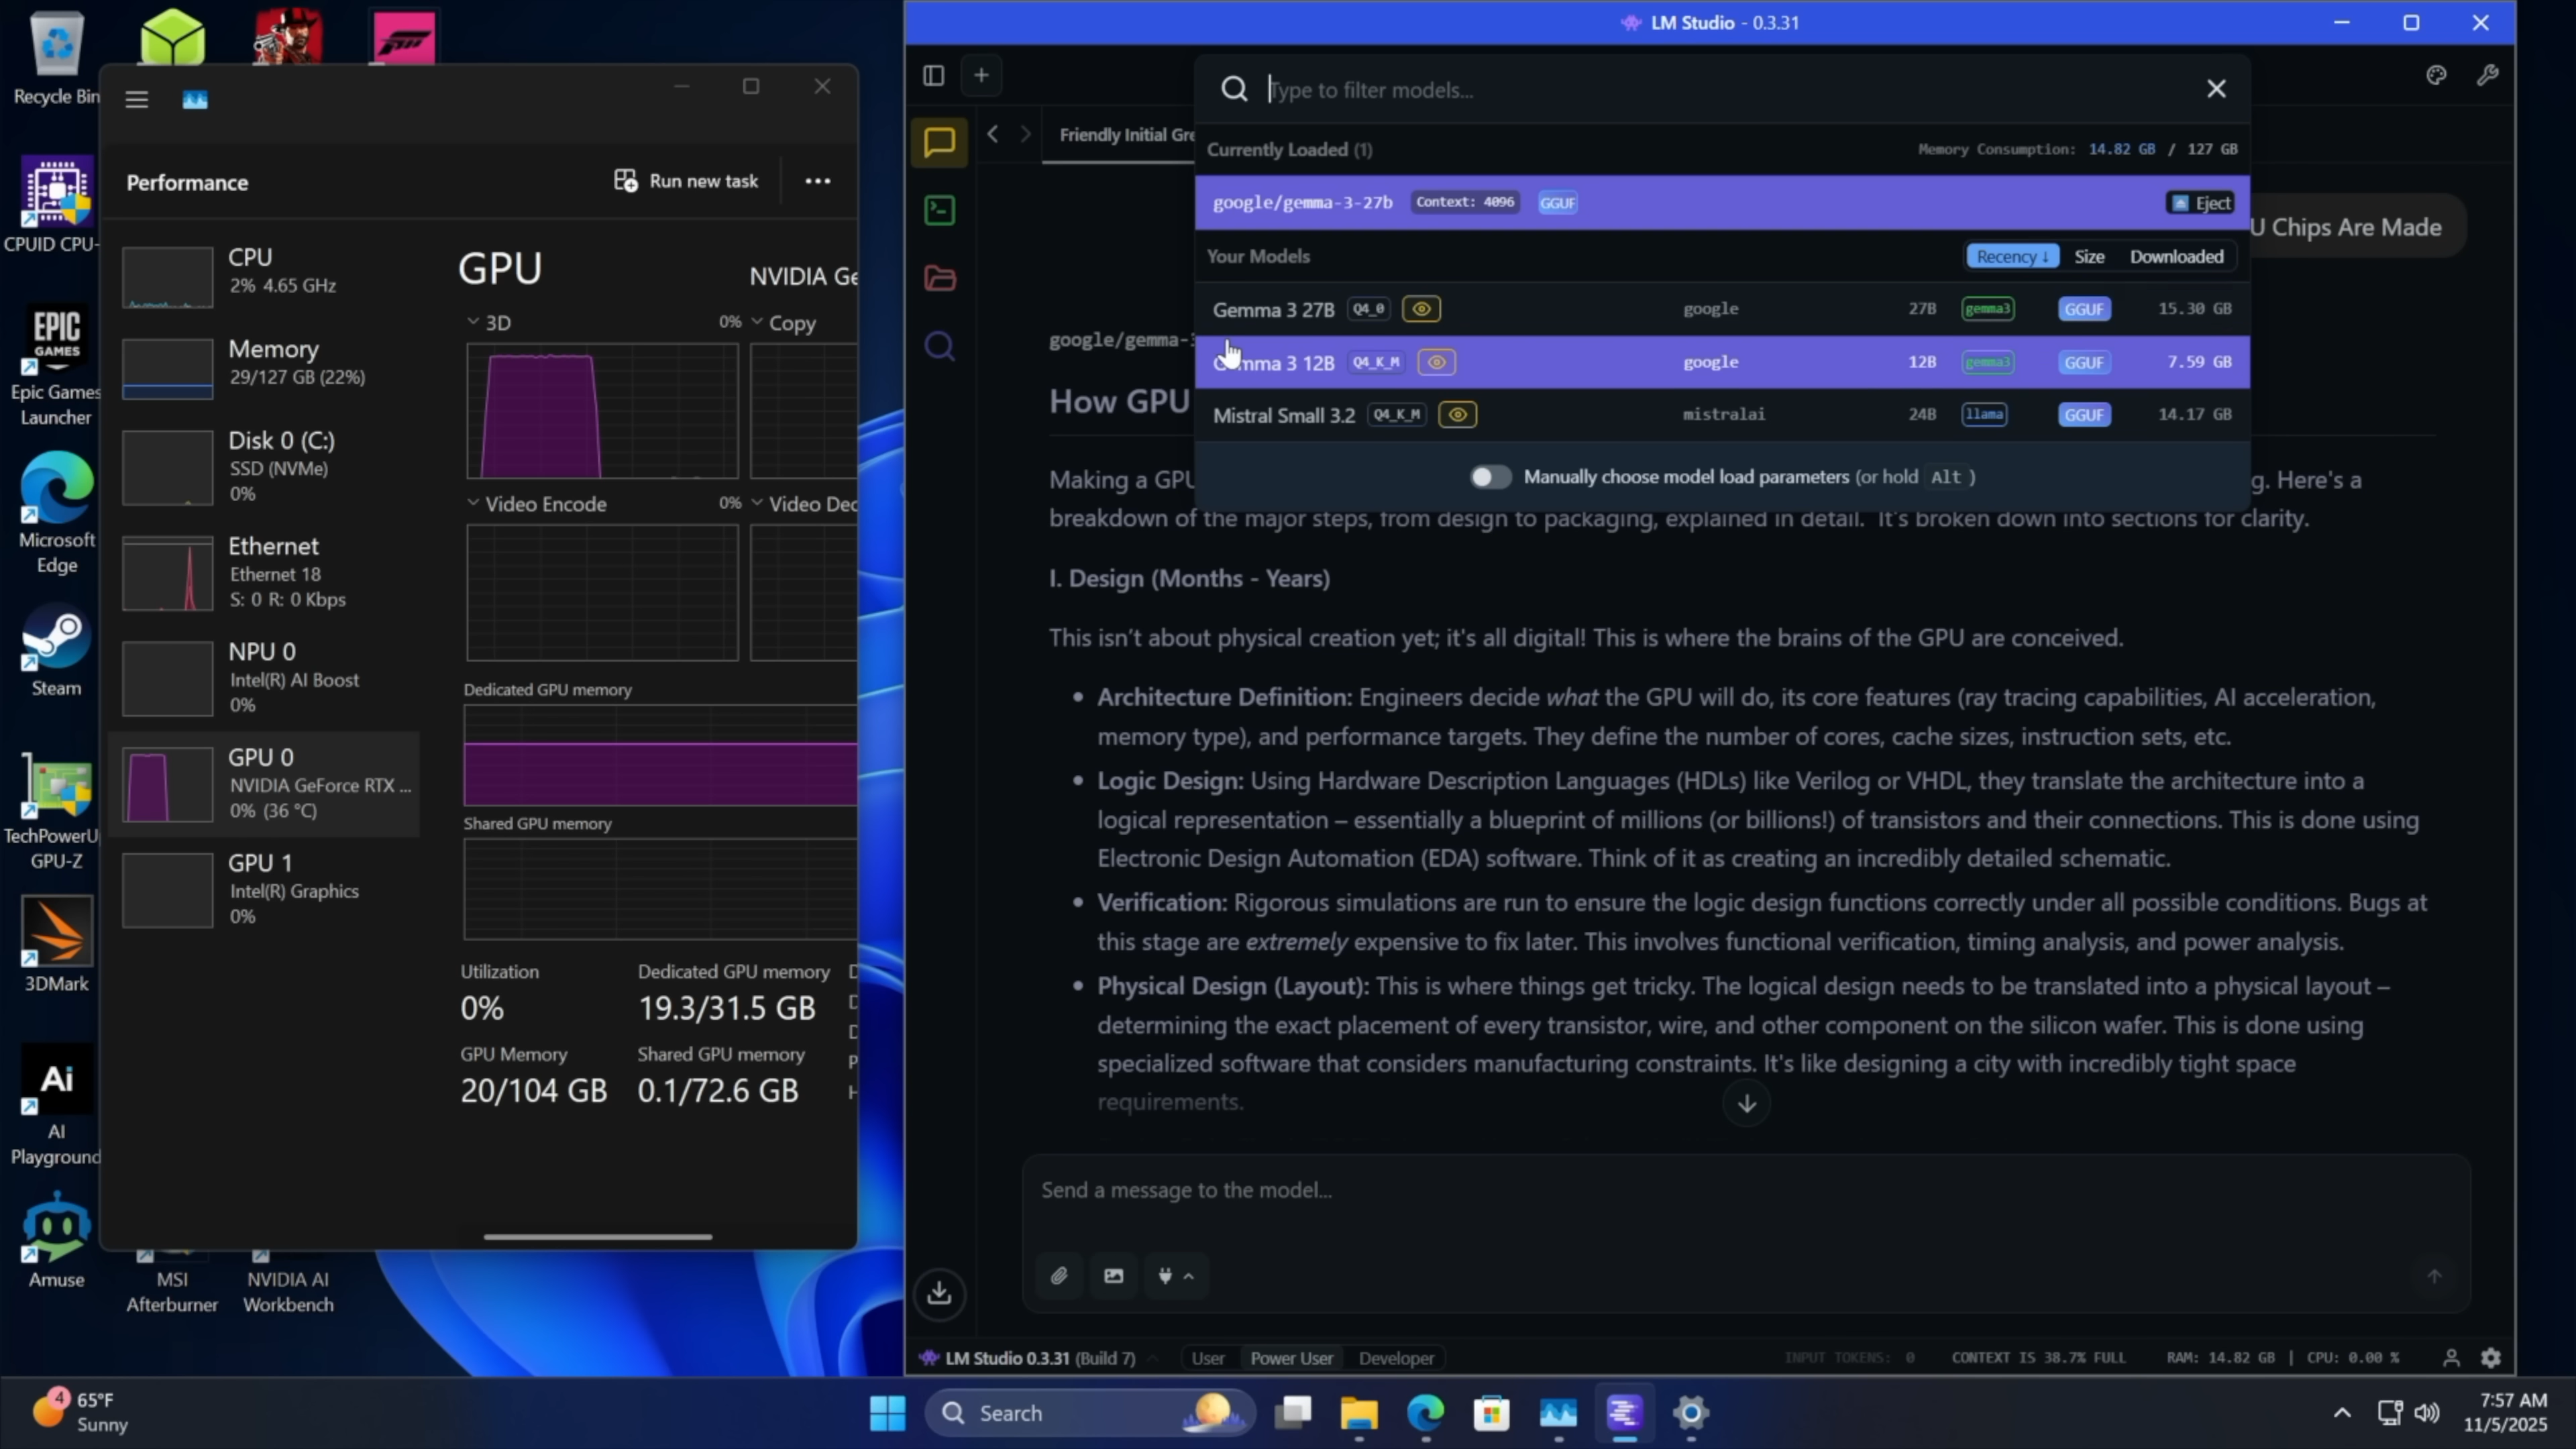 Recycle Bin
CPUID CPU-
EPIC
GAMES
Epic Games
Launcher
Microsoft
Edge
Steam
TechPowerU
GPU-Z
3DMark
Ai
AI
Playground
Amuse
MSI
Afterburner
NVIDIA AI
Workbench
Performance
Run new task
CPU
2% 4.65 GHz
Memory
29/127 GB (22%)
Disk 0 (C:)
SSD (NVMe)
0%
Ethernet
Ethernet 18
S: 0 R: 0 Kbps
NPU 0
Intel(R) AI Boost
0%
GPU 0
NVIDIA GeForce RTX ...
0% (36 °C)
GPU 1
Intel(R) Graphics
0%
GPU
NVIDIA Ge
3D 0% Copy
Video Encode 0% Video Dec
Dedicated GPU memory
Shared GPU memory
Utilization
0%
Dedicated GPU memory
19.3/31.5 GB
GPU Memory
20/104 GB
Shared GPU memory
0.1/72.6 GB
LM Studio - 0.3.31
Friendly Initial Gre
Type to filter models...
Currently Loaded (1)
Memory Consumption: 14.82 GB / 127 GB
google/gemma-3-27b Context: 4096 GGUF Eject
Your Models Recency ↓ Size Downloaded
Gemma 3 27B Q4_0 google 27B gemma3 GGUF 15.30 GB
Gemma 3 12B Q4_K_M google 12B gemma3 GGUF 7.59 GB
Mistral Small 3.2 Q4_K_M mistralai 24B llama GGUF 14.17 GB
Manually choose model load parameters (or hold Alt )
U Chips Are Made
google/gemma-3
How GPU
Making a GPU g. Here's a
breakdown of the major steps, from design to packaging, explained in detail. It's broken down into sections for clarity.
I. Design (Months - Years)
This isn't about physical creation yet; it's all digital! This is where the brains of the GPU are conceived.
• Architecture Definition: Engineers decide what the GPU will do, its core features (ray tracing capabilities, AI acceleration,
memory type), and performance targets. They define the number of cores, cache sizes, instruction sets, etc.
• Logic Design: Using Hardware Description Languages (HDLs) like Verilog or VHDL, they translate the architecture into a
logical representation – essentially a blueprint of millions (or billions!) of transistors and their connections. This is done using
Electronic Design Automation (EDA) software. Think of it as creating an incredibly detailed schematic.
• Verification: Rigorous simulations are run to ensure the logic design functions correctly under all possible conditions. Bugs at
this stage are extremely expensive to fix later. This involves functional verification, timing analysis, and power analysis.
• Physical Design (Layout): This is where things get tricky. The logical design needs to be translated into a physical layout –
determining the exact placement of every transistor, wire, and other component on the silicon wafer. This is done using
specialized software that considers manufacturing constraints. It's like designing a city with incredibly tight space
requirements.
Send a message to the model...
LM Studio 0.3.31 (Build 7) User Power User Developer
INPUT TOKENS: 0 CONTEXT IS 38.7% FULL RAM: 14.82 GB | CPU: 0.00 %
4
65°F
Sunny
Search
7:57 AM
11/5/2025